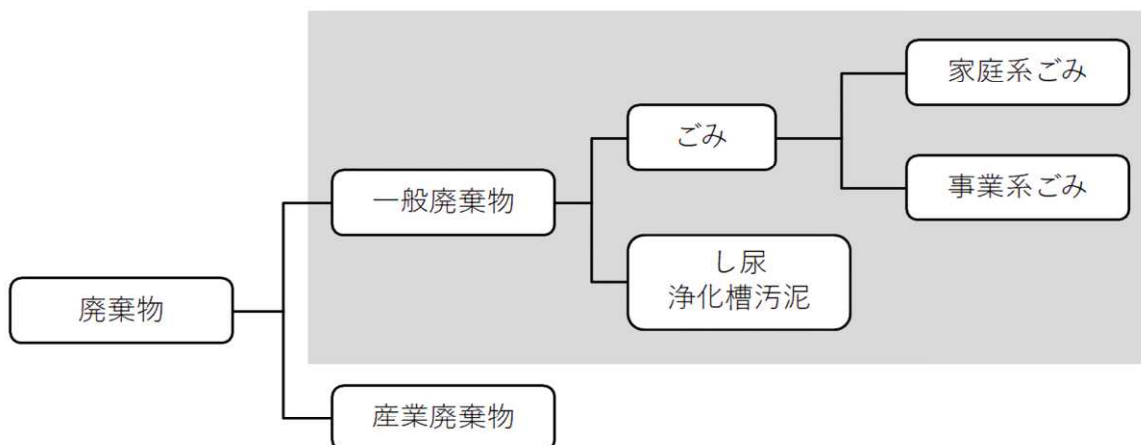 家庭系ごみ
ごみ
事業系ごみ
一般廃棄物
し尿
浄化槽汚泥
廃棄物
産業廃棄物